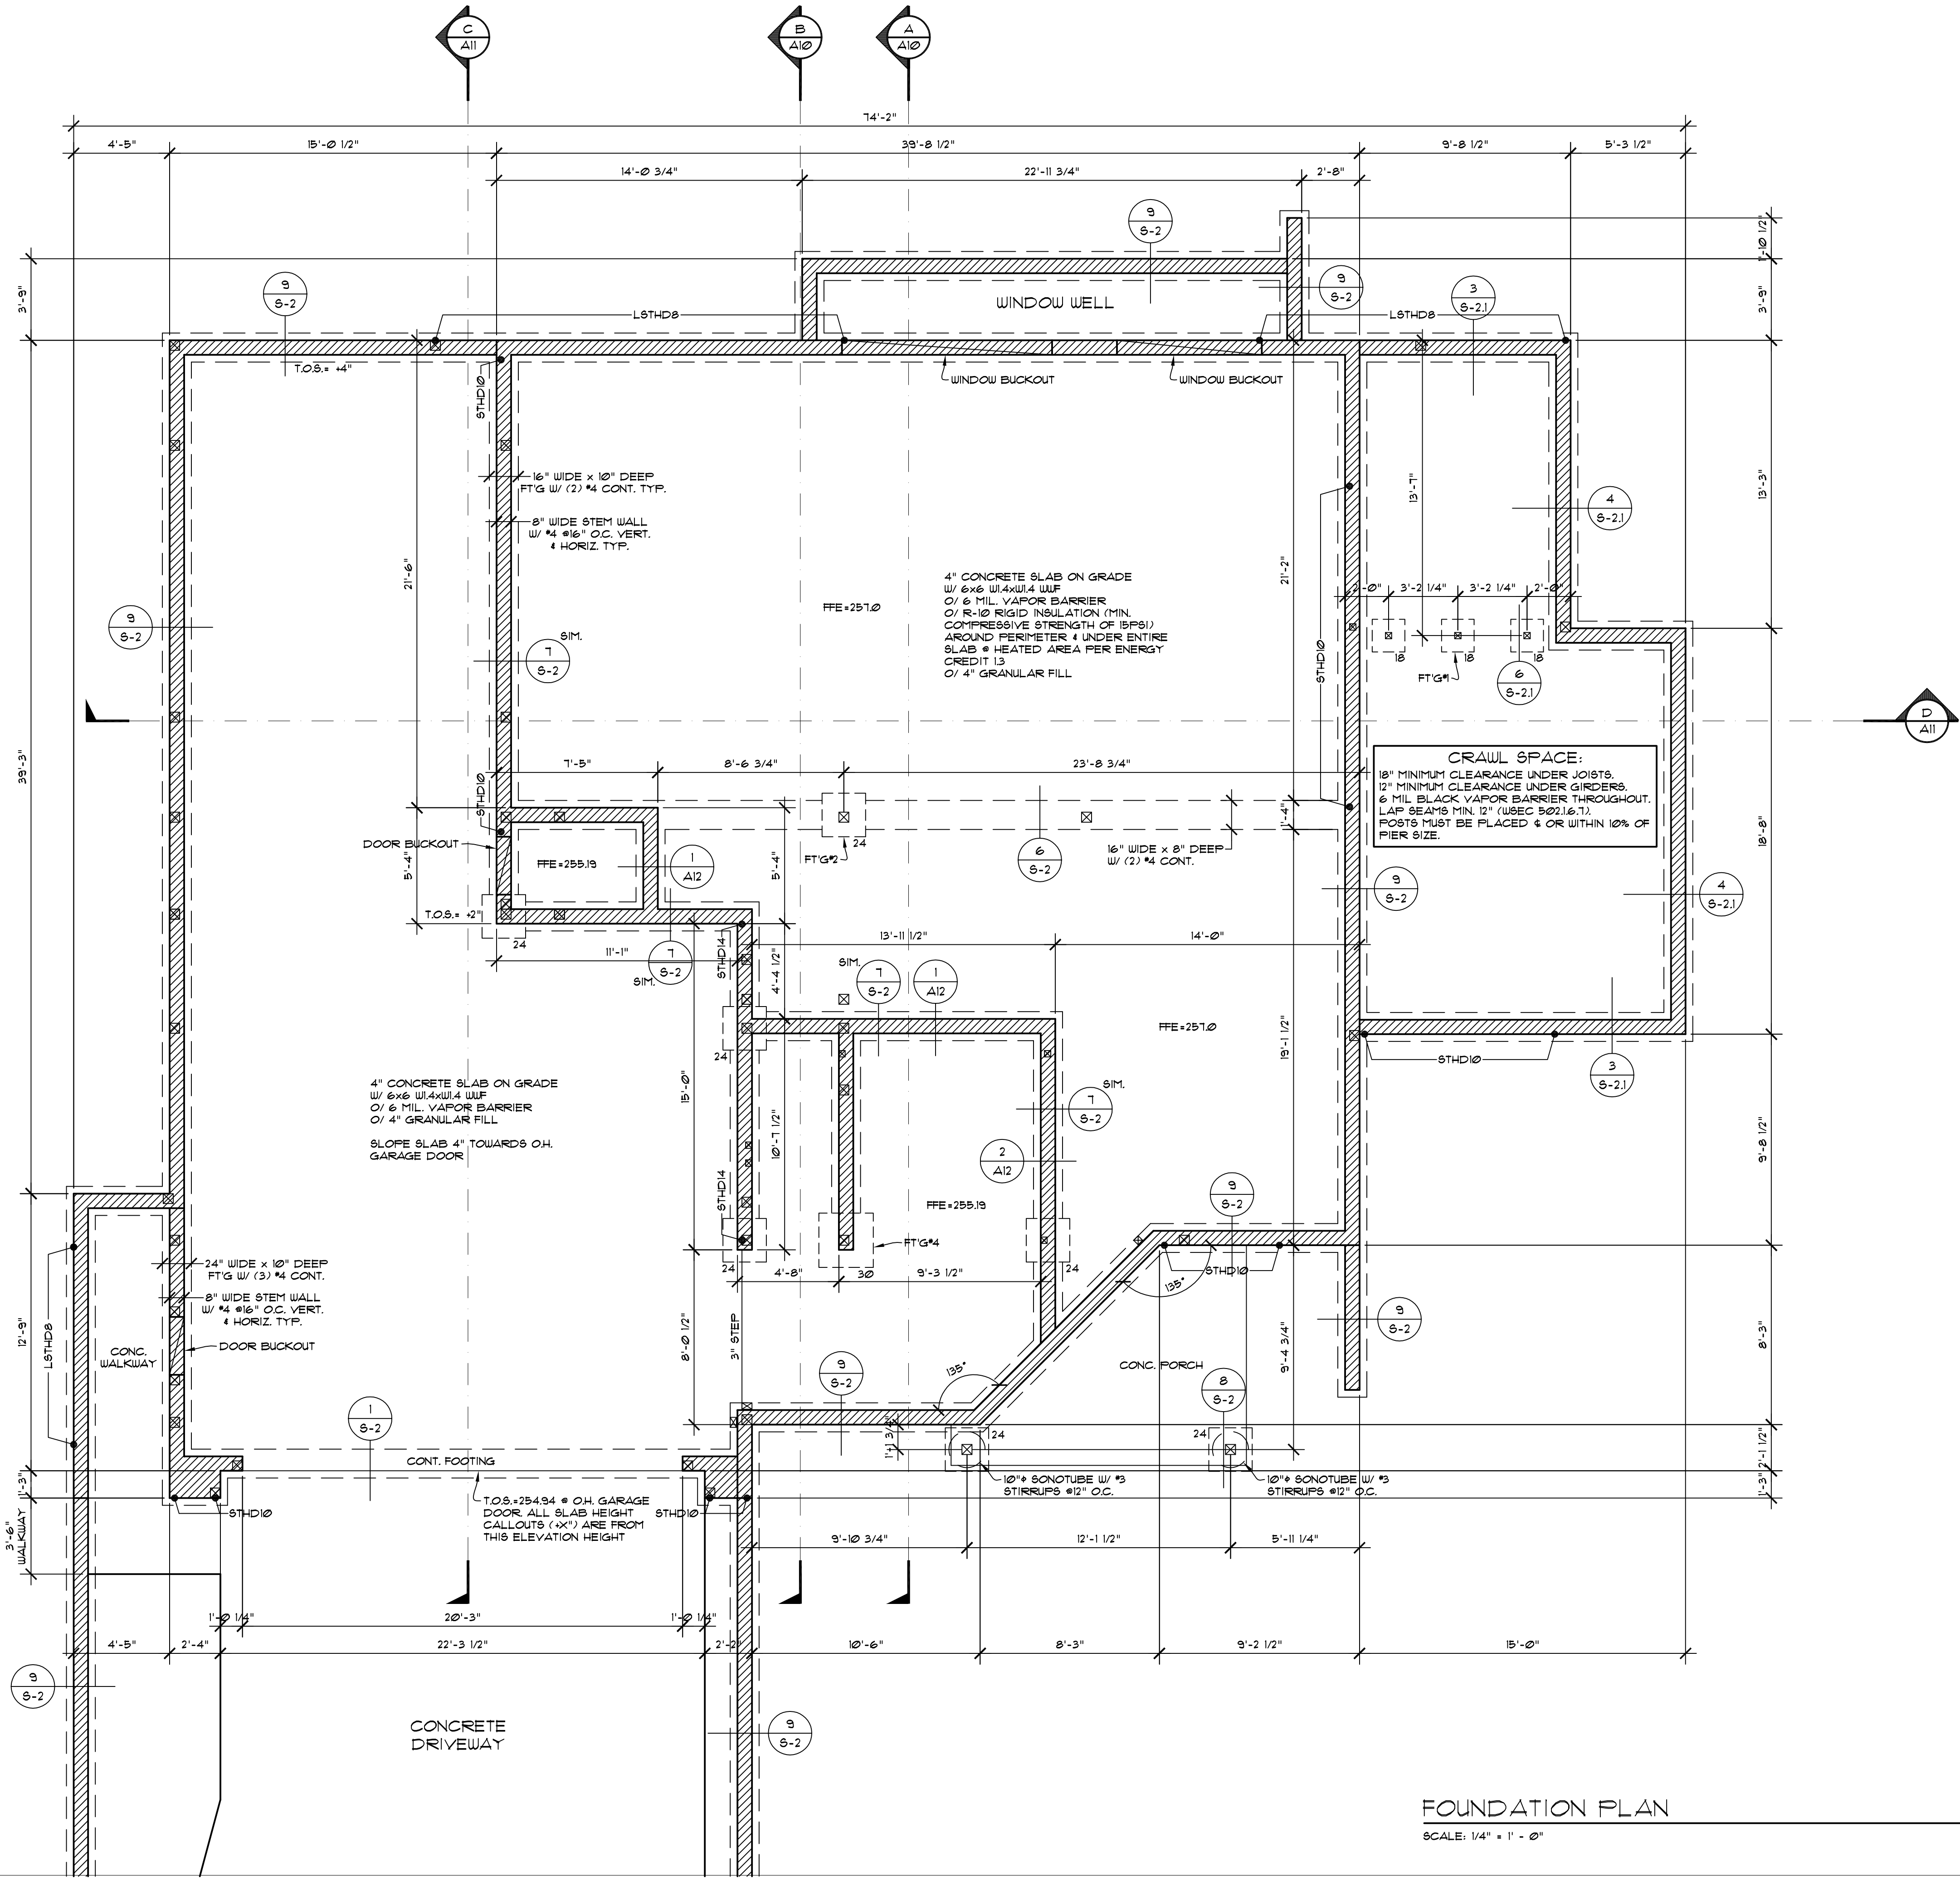 C
A11
B
A10
A
A10
74'-2"
4'-5"
15'-0 1/2"
39'-8 1/2"
9'-8 1/2"
5'-3 1/2"
14'-0 3/4"
22'-11 3/4"
2'-8"
9
S-2
1'-10 1/2"
3'-9"
9
S-2
WINDOW WELL
9
S-2
3
S-2.1
3'-9"
LSTHD8
LSTHD8
T.O.S.= +4"
STHD10
WINDOW BUCKOUT
WINDOW BUCKOUT
16" WIDE x 10" DEEP
FT'G W/ (2) #4 CONT. TYP.
8" WIDE STEM WALL
W/ #4 @16" O.C. VERT.
& HORIZ. TYP.
13'-7"
4
S-2.1
13'-3"
21'-6"
21'-2"
4" CONCRETE SLAB ON GRADE
W/ 6x6 W1.4xW1.4 WWF
O/ 6 MIL. VAPOR BARRIER
O/ R-10 RIGID INSULATION (MIN.
COMPRESSIVE STRENGTH OF 15PSI)
AROUND PERIMETER & UNDER ENTIRE
SLAB @ HEATED AREA PER ENERGY
CREDIT 1.3
O/ 4" GRANULAR FILL
FFE=257.0
2'-0"
3'-2 1/4"
3'-2 1/4"
2'-0"
9
S-2
SIM.
7
S-2
STHD10
18
18
18
FT'G#1
6
S-2.1
D
A11
39'-3"
7'-5"
8'-6 3/4"
23'-8 3/4"
CRAWL SPACE:
18" MINIMUM CLEARANCE UNDER JOISTS.
12" MINIMUM CLEARANCE UNDER GIRDERS.
6 MIL BLACK VAPOR BARRIER THROUGHOUT.
LAP SEAMS MIN. 12" (WSEC 502.1.6.7).
POSTS MUST BE PLACED ¢ OR WITHIN 10% OF
PIER SIZE.
STHD10
1'-4"
18'-8"
DOOR BUCKOUT
5'-4"
FFE=255.19
1
A12
5'-4"
24
FT'G#2
6
S-2
16" WIDE x 8" DEEP
W/ (2) #4 CONT.
9
S-2
4
S-2.1
T.O.S.= +2"
24
11'-1"
7
S-2
SIM.
STHD14
4'-4 1/2"
13'-11 1/2"
14'-0"
SIM.
7
S-2
1
A12
FFE=257.0
19'-1 1/2"
24
STHD10
3
S-2.1
15'-0"
10'-7 1/2"
4" CONCRETE SLAB ON GRADE
W/ 6x6 W1.4xW1.4 WWF
O/ 6 MIL. VAPOR BARRIER
O/ 4" GRANULAR FILL
SLOPE SLAB 4" TOWARDS O.H.
GARAGE DOOR
SIM.
7
S-2
2
A12
9'-8 1/2"
STHD14
FFE=255.19
9
S-2
FT'G#4
24"  WIDE x 10" DEEP
FT'G W/ (3) #4 CONT.
8" WIDE STEM WALL
W/ #4 @16" O.C. VERT.
& HORIZ. TYP.
24
4'-8"
30
9'-3 1/2"
24
STHD10
135°
9
S-2
12'-9"
LSTHD8
CONC.
WALKWAY
DOOR BUCKOUT
8'-0 1/2"
3" STEP
9'-4 3/4"
8'-3"
CONC. PORCH
135°
9
S-2
8
S-2
1
S-2
1'-1 3/4"
24
24
2'-1 1/2"
CONT. FOOTING
1'-3"
1'-3"
10"ϕ SONOTUBE W/ #3
STIRRUPS @12" O.C.
10"ϕ SONOTUBE W/ #3
STIRRUPS @12" O.C.
STHD10
T.O.S.=254.94 @ O.H. GARAGE
DOOR. ALL SLAB HEIGHT
CALLOUTS (+X") ARE FROM
THIS ELEVATION HEIGHT
STHD10
3'-6"
WALKWAY
9'-10 3/4"
12'-1 1/2"
5'-11 1/4"
1'-0 1/4"
20'-3"
1'-0 1/4"
4'-5"
2'-4"
22'-3 1/2"
2'-2"
10'-6"
8'-3"
9'-2 1/2"
15'-0"
9
S-2
CONCRETE
DRIVEWAY
9
S-2
FOUNDATION PLAN
SCALE: 1/4" = 1' - 0"